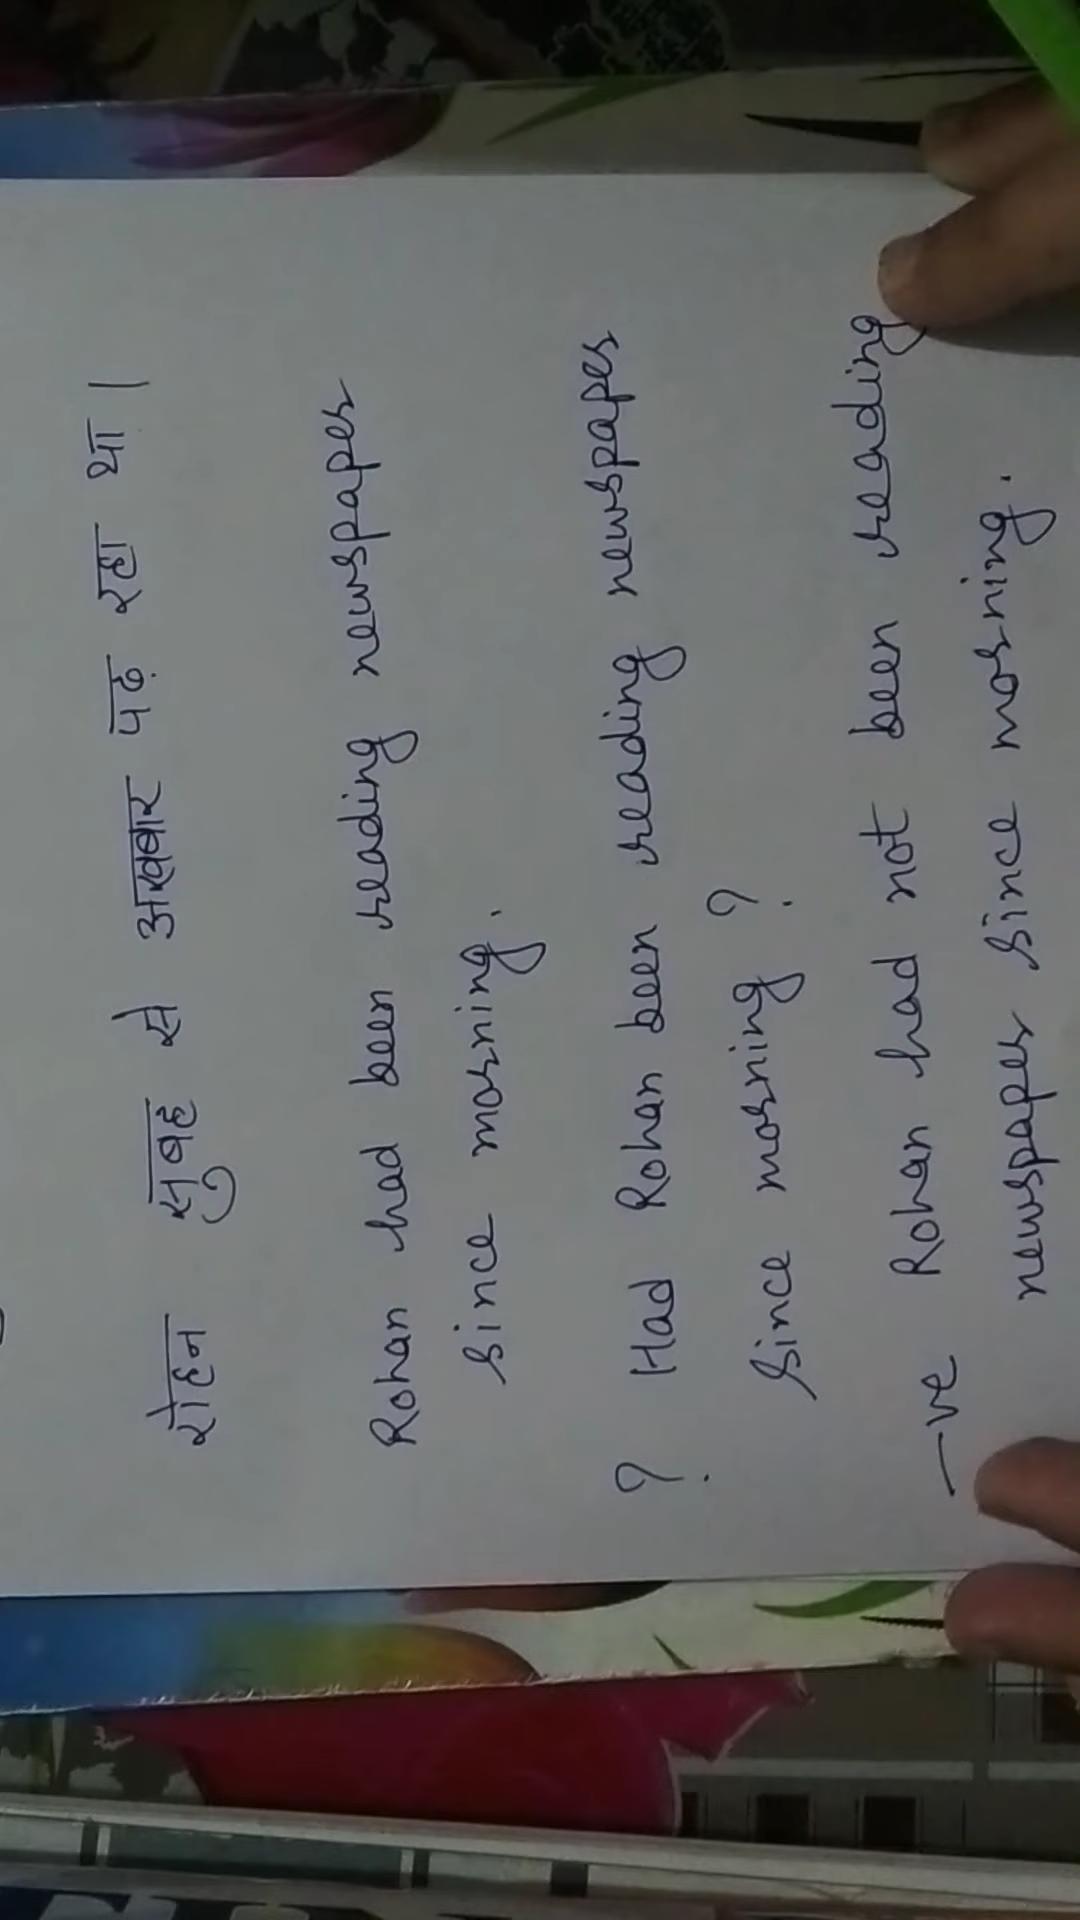 रोहन सुबह से अखबार पढ़ रहा था।
Rohan had been reading newspaper
since morning.
? Had Rohan been reading newspaper
since morning ?
-ve Rohan had not been reading
newspaper since morning.